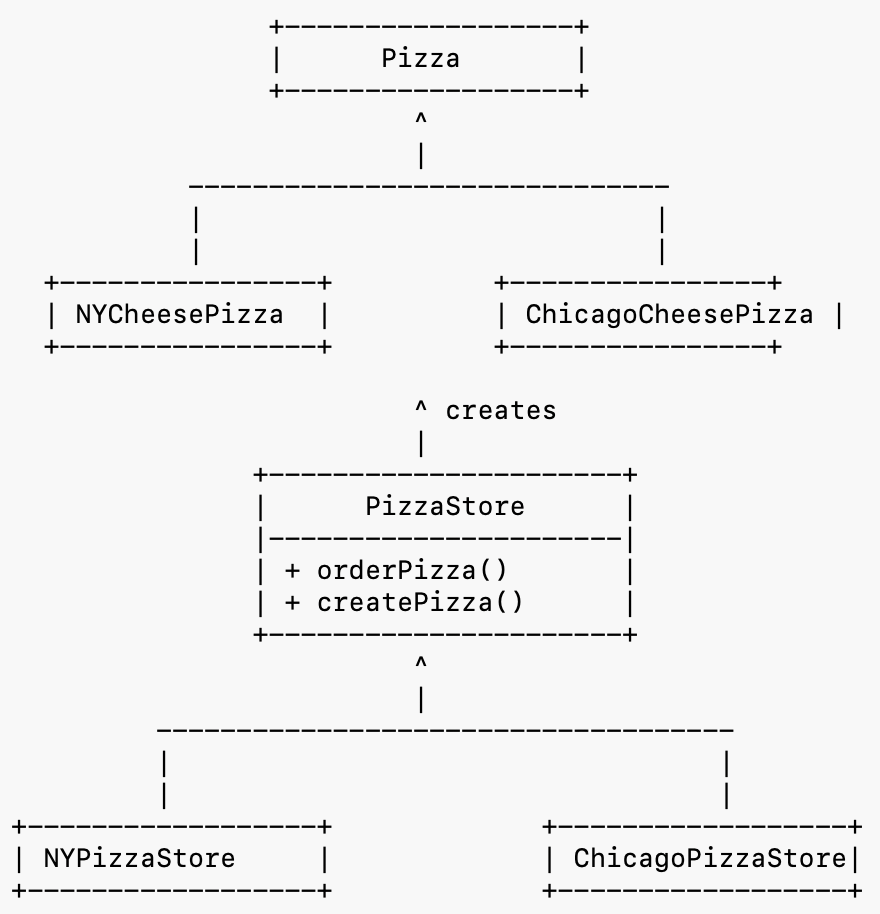 +------------------+
|      Pizza       |
+------------------+
^
|
------------------------------
|                            |
|                            |
+----------------+          +----------------+
| NYCheesePizza  |          | ChicagoCheesePizza |
+----------------+          +----------------+
^ creates
|
+----------------------+
|      PizzaStore      |
|----------------------|
| + orderPizza()       |
| + createPizza()      |
+----------------------+
^
|
------------------------------------
|                                  |
|                                  |
+------------------+             +------------------+
| NYPizzaStore     |             | ChicagoPizzaStore|
+------------------+             +------------------+